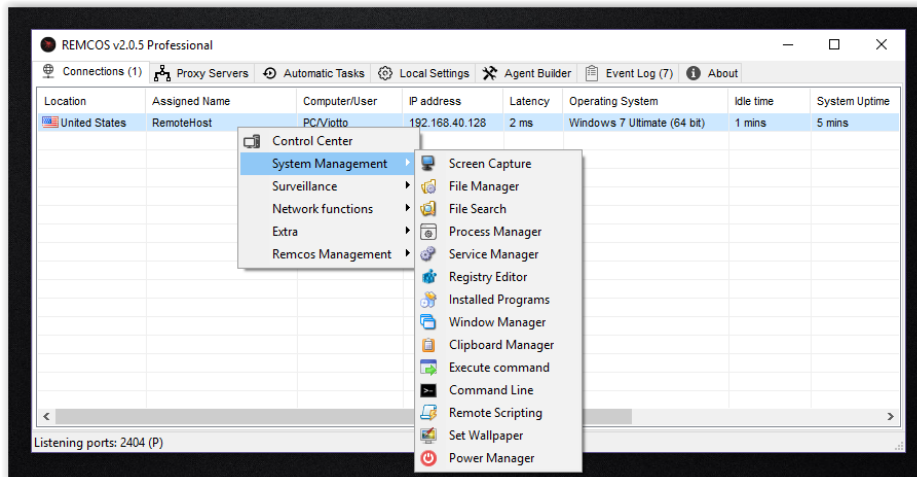 REMCOS v2.0.5 Professional
Connections (1) Proxy Servers Automatic Tasks Local Settings Agent Builder Event Log (7) About
Location Assigned Name Computer/User IP address Latency Operating System Idle time System Uptime
United States RemoteHost PC/Viotto 192.168.40.128 2 ms Windows 7 Ultimate (64 bit) 1 mins 5 mins
Control Center
System Management
Surveillance
Network functions
Extra
Remcos Management
Screen Capture
File Manager
File Search
Process Manager
Service Manager
Registry Editor
Installed Programs
Window Manager
Clipboard Manager
Execute command
Command Line
Remote Scripting
Set Wallpaper
Power Manager
Listening ports: 2404 (P)